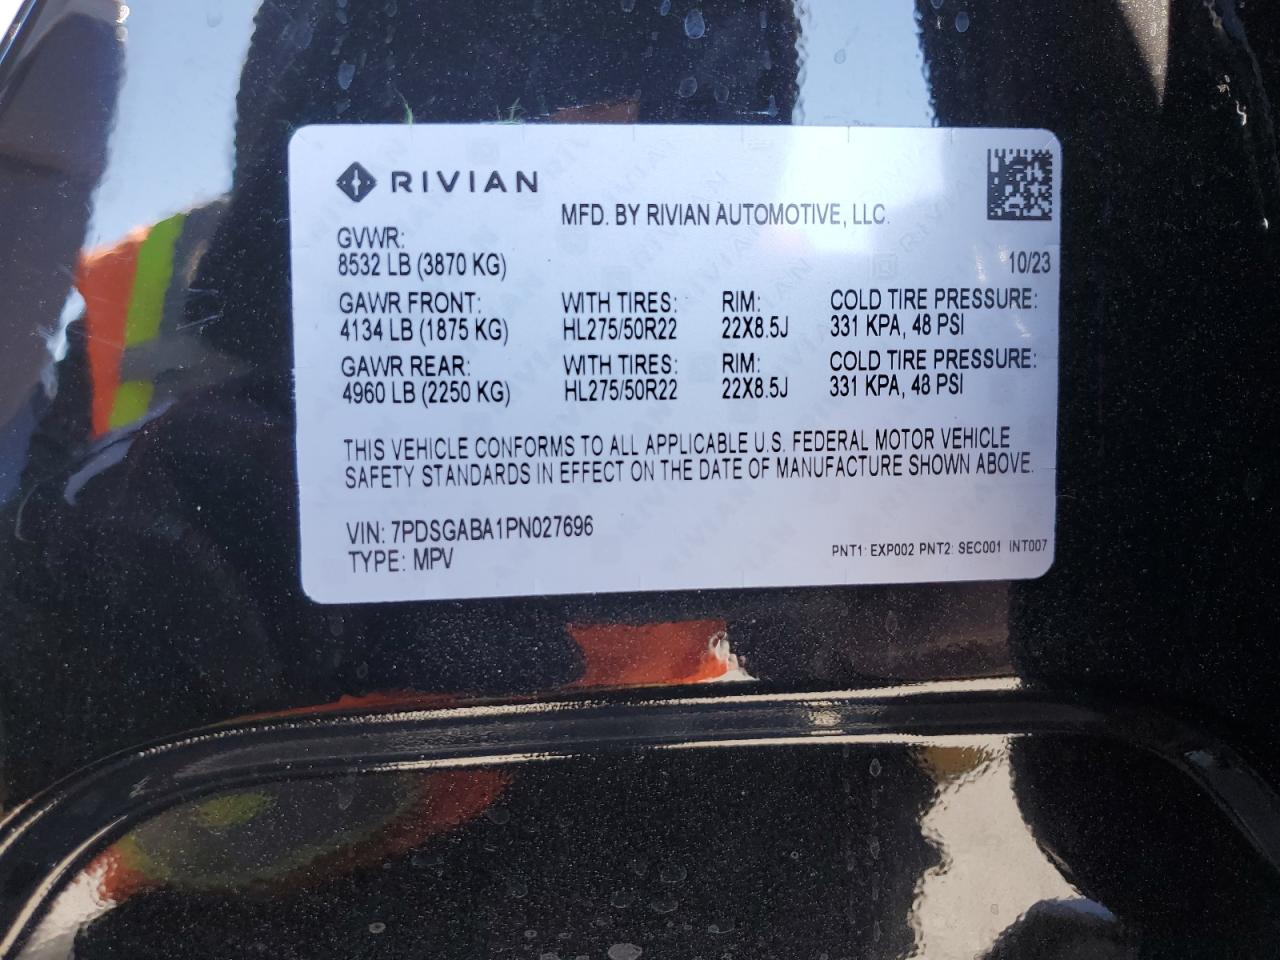 RIVIAN
MFD. BY RIVIAN AUTOMOTIVE, LLC.
GVWR:
8532 LB (3870 KG)
10/23
GAWR FRONT: WITH TIRES: RIM: COLD TIRE PRESSURE:
4134 LB (1875 KG) HL275/50R22 22X8.5J 331 KPA, 48 PSI
GAWR REAR: WITH TIRES: RIM: COLD TIRE PRESSURE:
4960 LB (2250 KG) HL275/50R22 22X8.5J 331 KPA, 48 PSI
THIS VEHICLE CONFORMS TO ALL APPLICABLE U.S. FEDERAL MOTOR VEHICLE
SAFETY STANDARDS IN EFFECT ON THE DATE OF MANUFACTURE SHOWN ABOVE.
VIN: 7PDSGABA1PN027696
TYPE: MPV
PNT1: EXP002 PNT2: SEC001 INT007